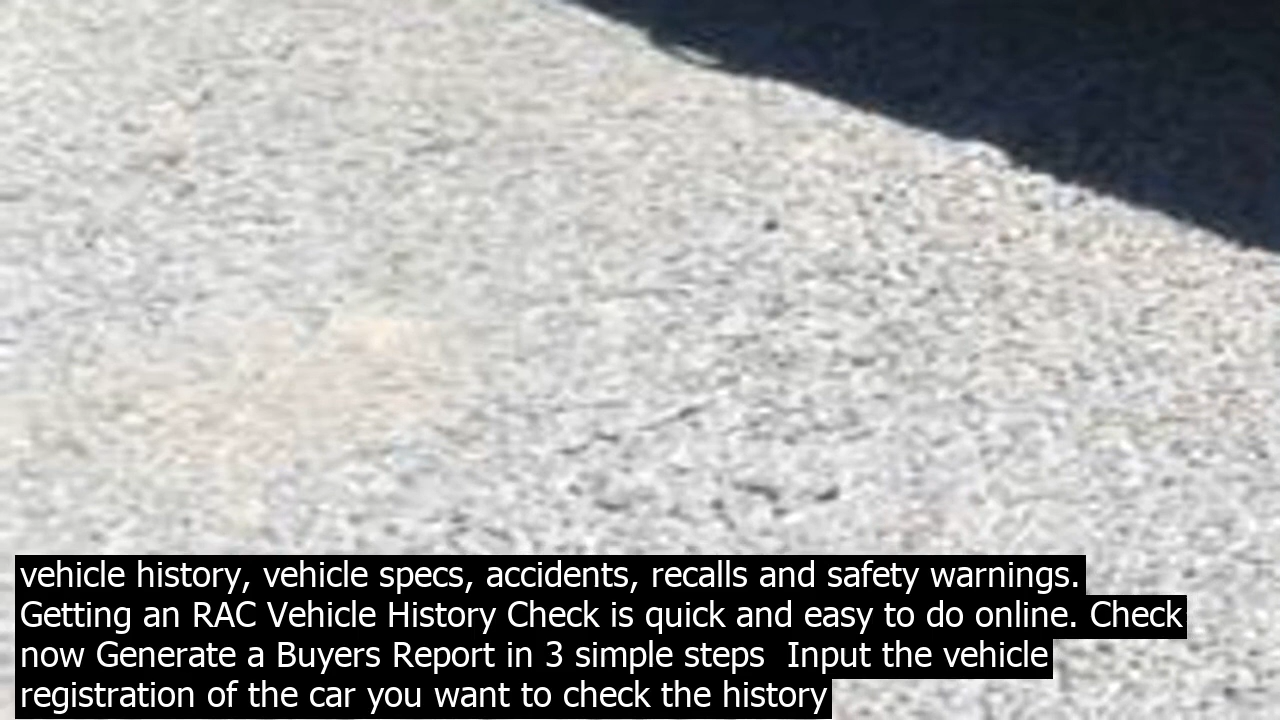 vehicle history, vehicle specs, accidents, recalls and safety warnings.
Getting an RAC Vehicle History Check is quick and easy to do online. Check
now Generate a Buyers Report in 3 simple steps  Input the vehicle
registration of the car you want to check the history